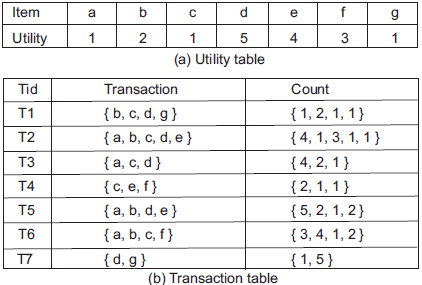 Item a b c d e f g
Utility 1 2 1 5 4 3 1
(a) Utility table
Tid Transaction Count
T1 { b, c, d, g } { 1, 2, 1, 1 }
T2 { a, b, c, d, e } { 4, 1, 3, 1, 1 }
T3 { a, c, d } { 4, 2, 1 }
T4 { c, e, f } { 2, 1, 1 }
T5 { a, b, d, e } { 5, 2, 1, 2 }
T6 { a, b, c, f } { 3, 4, 1, 2 }
T7 { d, g } { 1, 5 }
(b) Transaction table